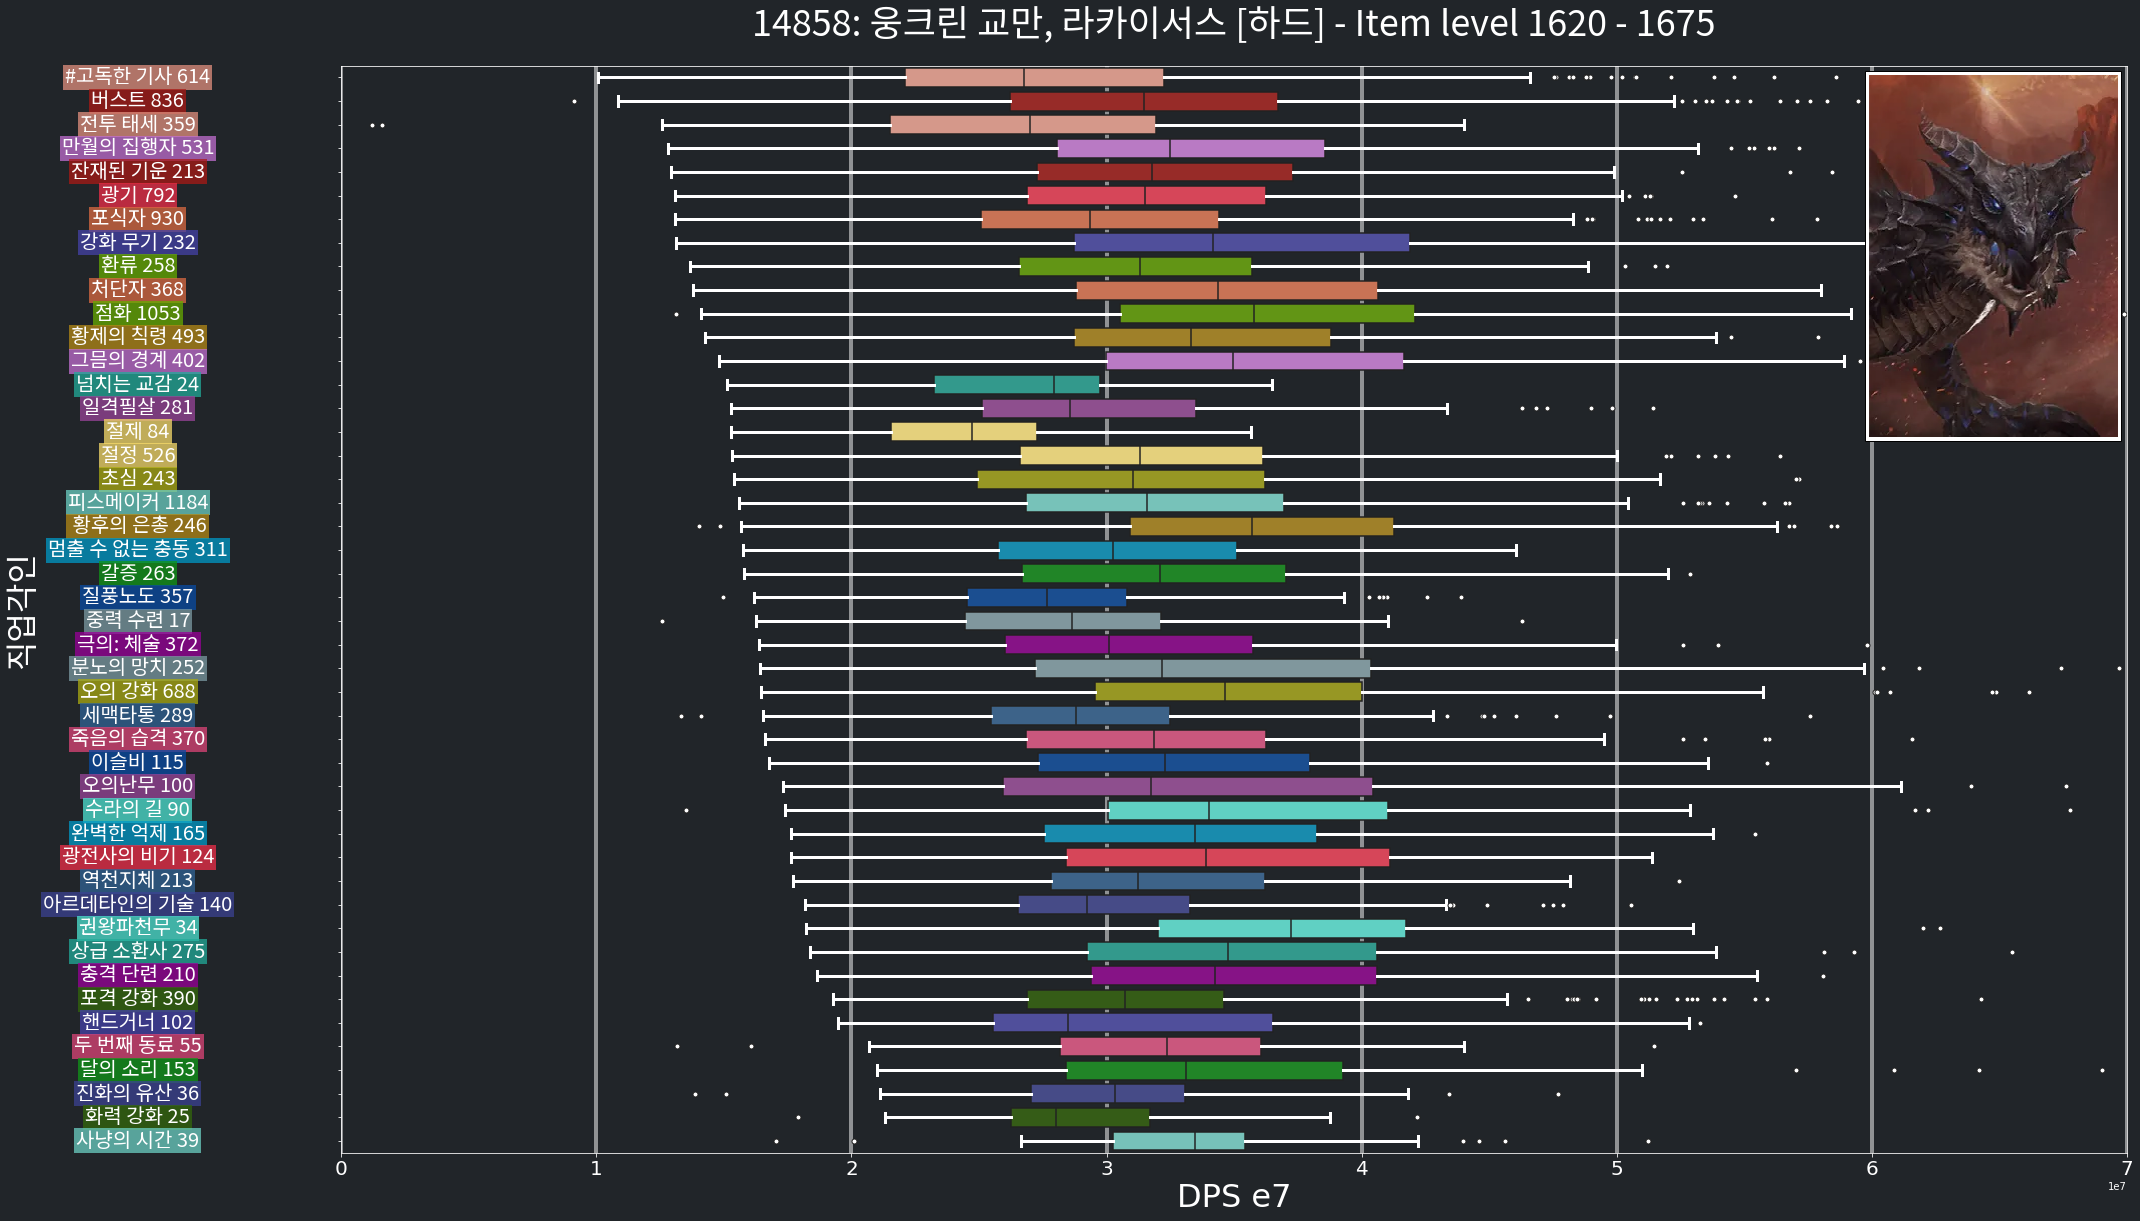 14858: 웅크린 교만, 라카이서스 [하드] - Item level 1620 - 1675
#고독한 기사 614
버스트 836
전투 태세 359
만월의 집행자 531
잔재된 기운 213
광기 792
포식자 930
강화 무기 232
환류 258
처단자 368
점화 1053
황제의 칙령 493
그믐의 경계 402
넘치는 교감 24
일격필살 281
절제 84
절정 526
초심 243
피스메이커 1184
황후의 은총 246
멈출 수 없는 충동 311
갈증 263
질풍노도 357
중력 수련 17
극의: 체술 372
분노의 망치 252
오의 강화 688
세맥타통 289
죽음의 습격 370
이슬비 115
오의난무 100
수라의 길 90
완벽한 억제 165
광전사의 비기 124
역천지체 213
아르데타인의 기술 140
권왕파천무 34
상급 소환사 275
충격 단련 210
포격 강화 390
핸드거너 102
두 번째 동료 55
달의 소리 153
진화의 유산 36
화력 강화 25
사냥의 시간 39
직업각인
0 1 2 3 4 5 6 7
DPS e7
1e7